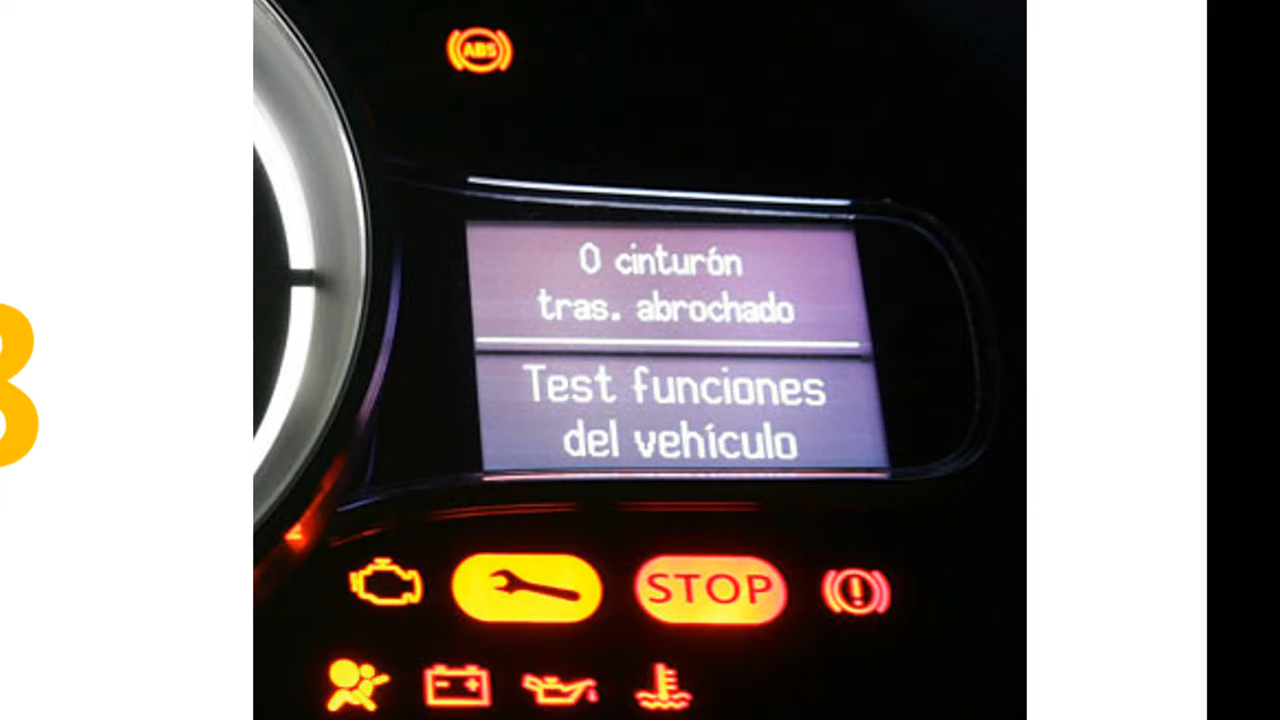 ABS
0 cinturón
tras. abrochado
Test funciones
del vehículo
STOP